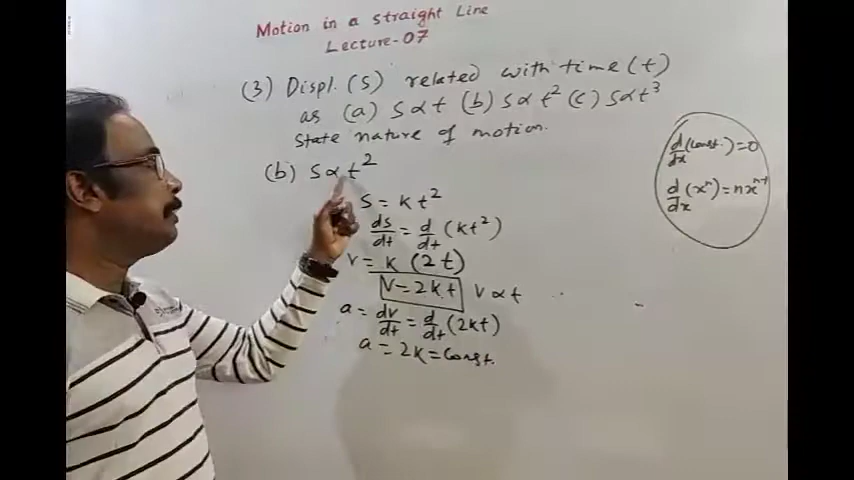 Motion in a Straight Line
Lecture-07
(3) Displ. (S) related with time (t)
as (a) S α t (b) S α t² (c) S α t³
State nature of motion.
(b) S α t²
S = k t²
ds/dt = d/dt (kt²)
v = k (2t)
V = 2kt V α t
a = dv/dt = d/dt (2kt)
a = 2k = Const.
d/dx (const.) = 0
d/dx (xⁿ) = nxⁿ⁻¹